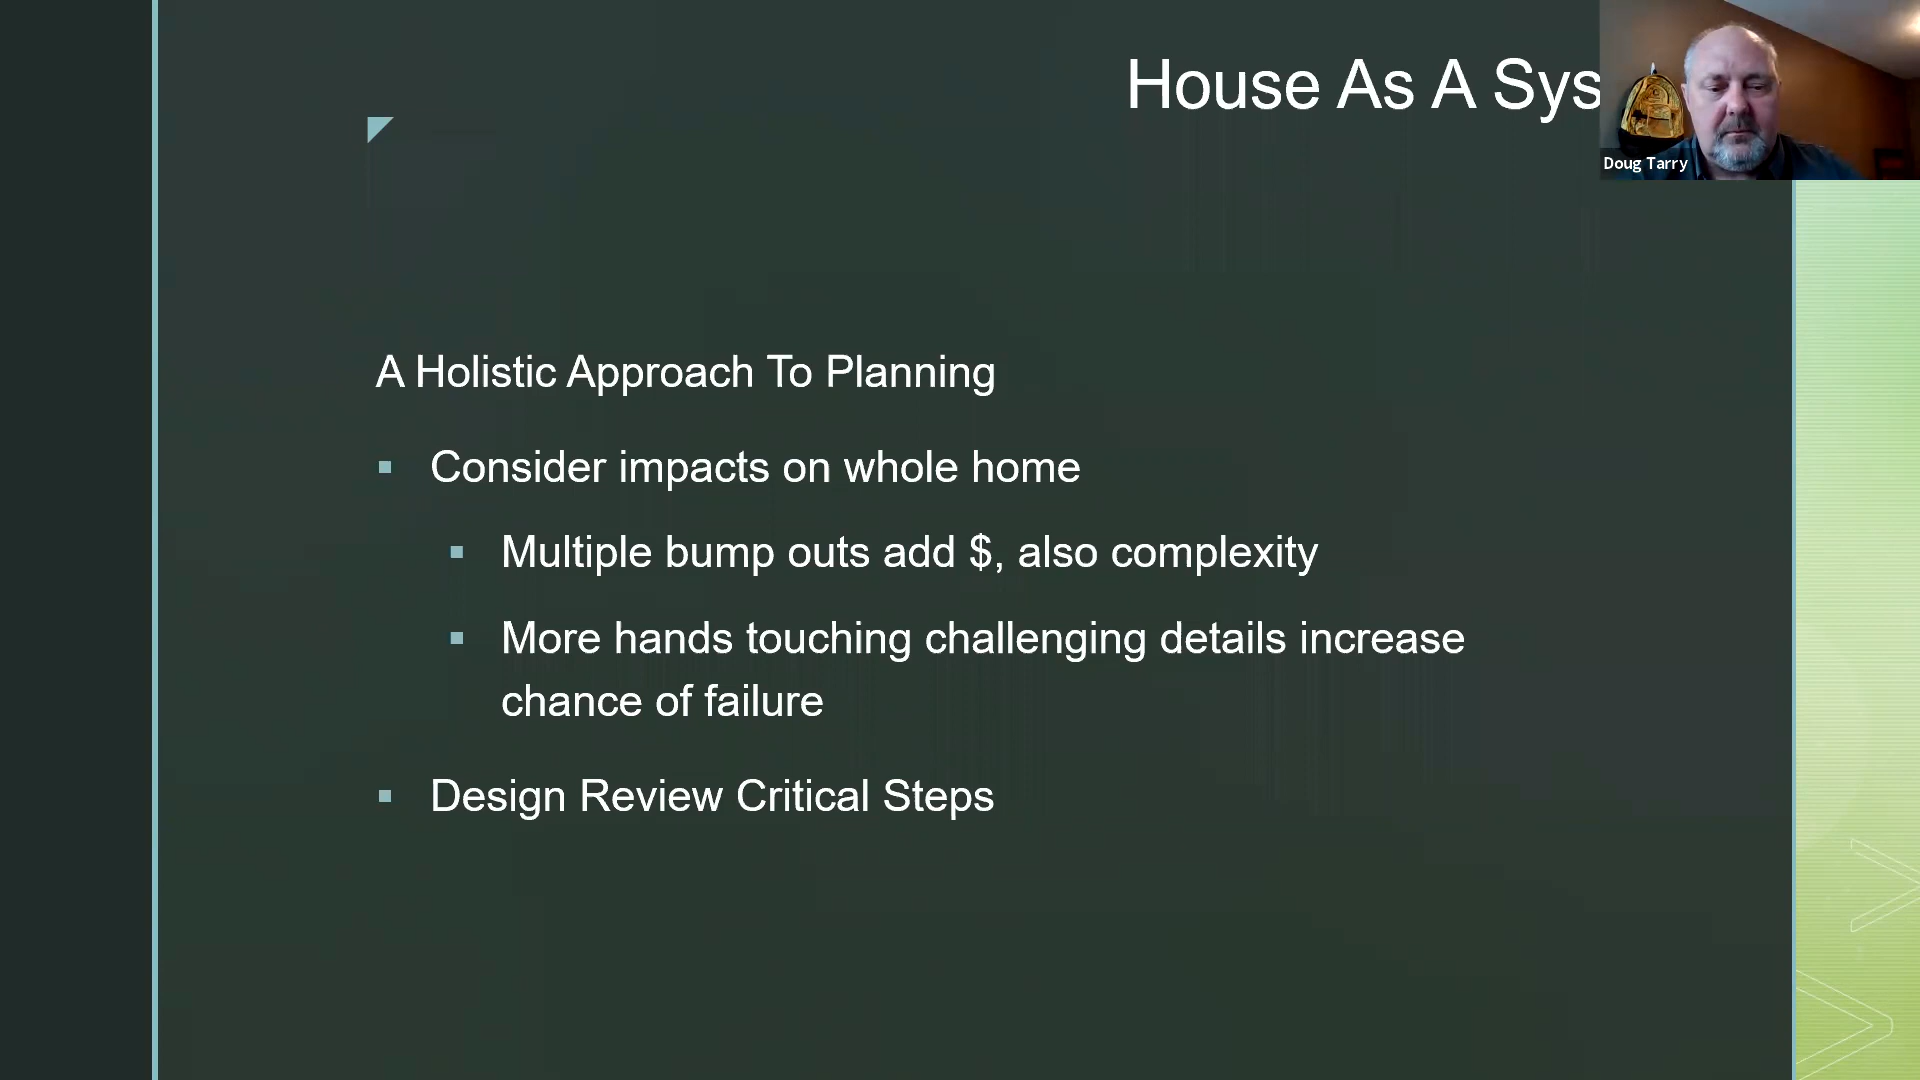 House As A Sys
Doug Tarry
A Holistic Approach To Planning
Consider impacts on whole home
Multiple bump outs add $, also complexity
More hands touching challenging details increase
chance of failure
Design Review Critical Steps